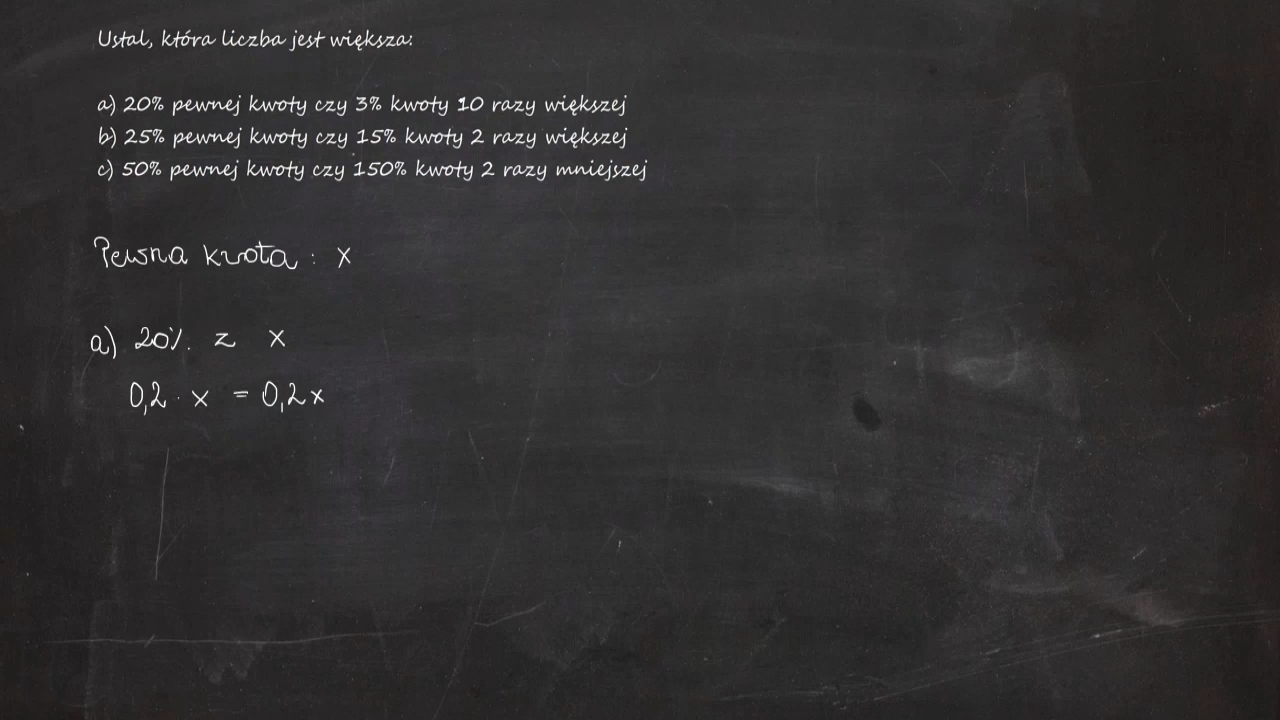 Ustal, która liczba jest większa:
a) 20% pewnej kwoty czy 3% kwoty 10 razy większej
b) 25% pewnej kwoty czy 15% kwoty 2 razy większej
c) 50% pewnej kwoty czy 150% kwoty 2 razy mniejszej
Pewna kwota : x
a) 20% z x
0,2 · x = 0,2x